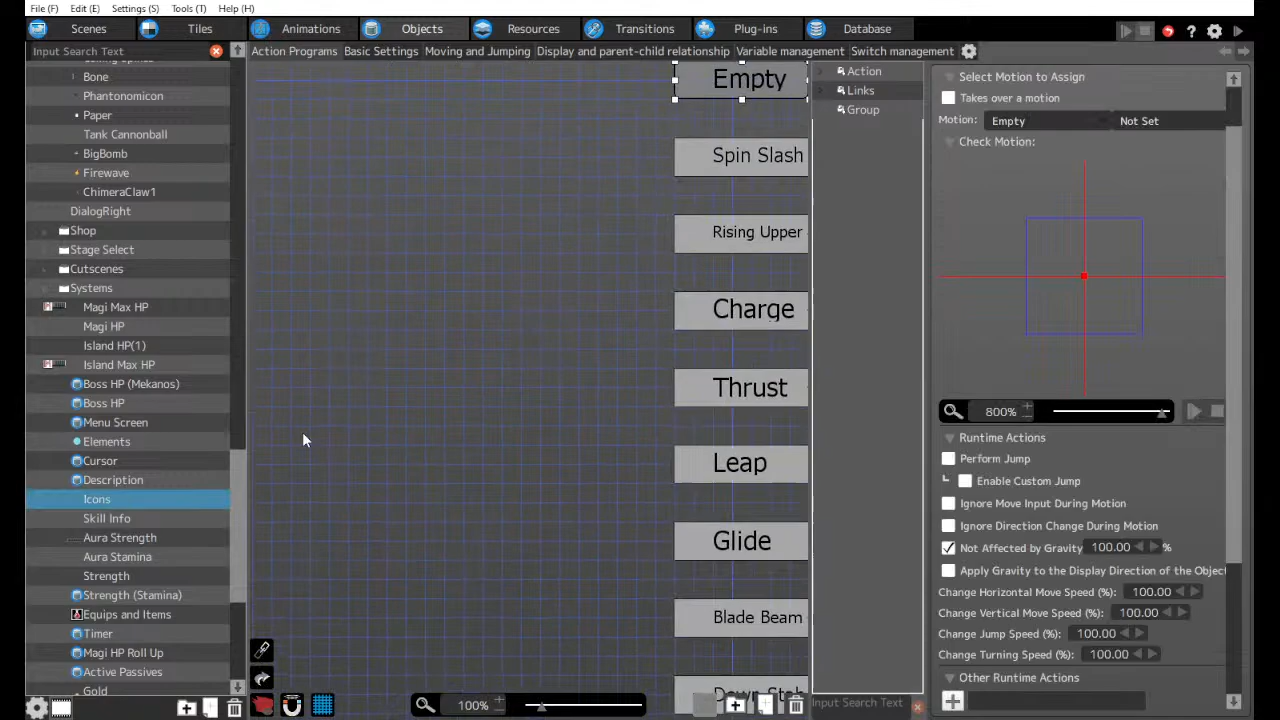 File (F) Edit (E) Settings (S) Tools (T) Help (H)
Scenes Tiles Animations Objects Resources Transitions Plug-ins Database
Input Search Text
Action Programs Basic Settings Moving and Jumping Display and parent-child relationship Variable management Switch management
Bone
Phantonomicon
Paper
Tank Cannonball
BigBomb
Firewave
ChimeraClaw1
DialogRight
Shop
Stage Select
Cutscenes
Systems
Magi Max HP
Magi HP
Island HP(1)
Island Max HP
Boss HP (Mekanos)
Boss HP
Menu Screen
Elements
Cursor
Description
Icons
Skill Info
Aura Strength
Aura Stamina
Strength
Strength (Stamina)
Equips and Items
Timer
Magi HP Roll Up
Active Passives
Gold
Empty
Spin Slash
Rising Upper
Charge
Thrust
Leap
Glide
Blade Beam
Down Stab
100%
Action
Links
Group
Input Search Text
Select Motion to Assign
Takes over a motion
Motion: Empty Not Set
Check Motion:
800%
Runtime Actions
Perform Jump
Enable Custom Jump
Ignore Move Input During Motion
Ignore Direction Change During Motion
Not Affected by Gravity 100.00 %
Apply Gravity to the Display Direction of the Object
Change Horizontal Move Speed (%): 100.00
Change Vertical Move Speed (%): 100.00
Change Jump Speed (%): 100.00
Change Turning Speed (%): 100.00
Other Runtime Actions